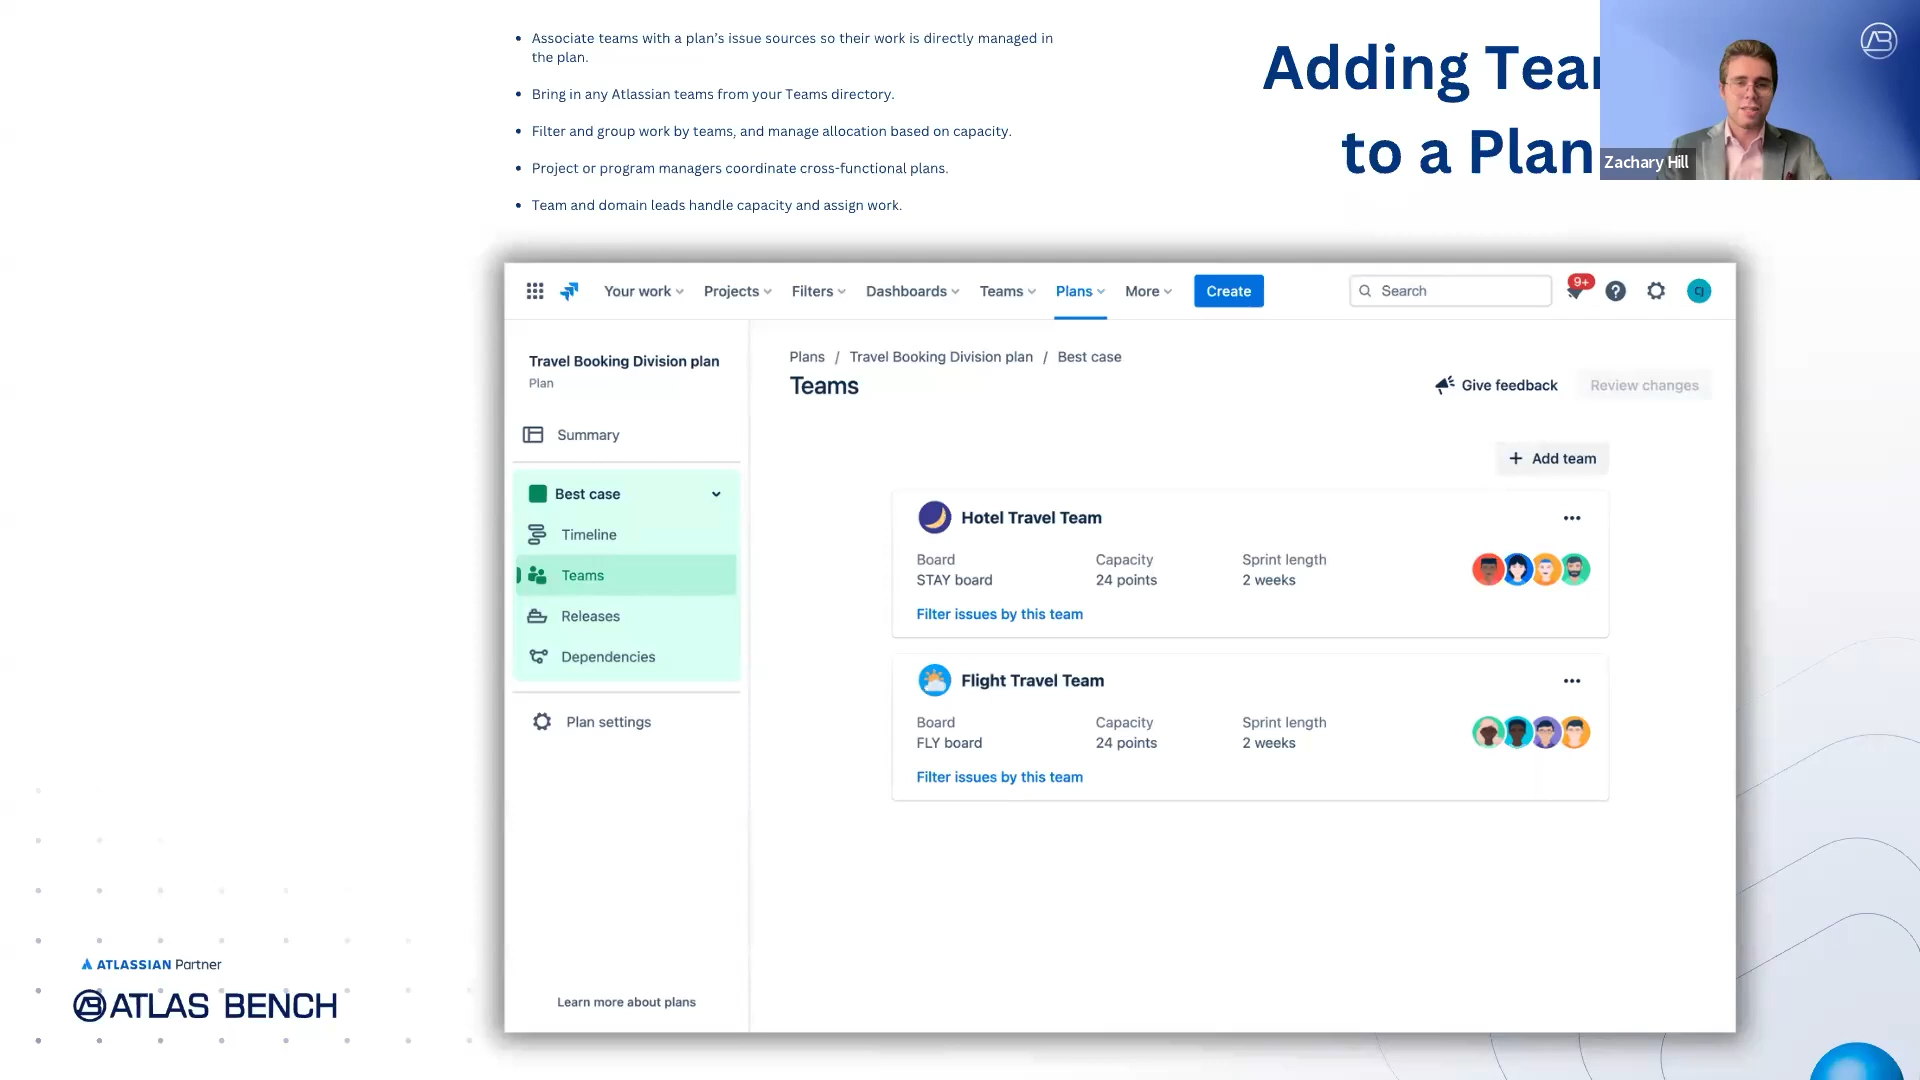 Associate teams with a plan's issue sources so their work is directly managed in
the plan.
Bring in any Atlassian teams from your Teams directory.
Filter and group work by teams, and manage allocation based on capacity.
Project or program managers coordinate cross-functional plans.
Team and domain leads handle capacity and assign work.
Adding Tea
to a Plan
Zachary Hill
Your work Projects Filters Dashboards Teams Plans More Create Search 9+ CJ
Travel Booking Division plan
Plan
Summary
Best case
Timeline
Teams
Releases
Dependencies
Plan settings
Learn more about plans
Plans / Travel Booking Division plan / Best case
Teams
Give feedback Review changes
+ Add team
Hotel Travel Team
Board Capacity Sprint length
STAY board 24 points 2 weeks
Filter issues by this team
Flight Travel Team
Board Capacity Sprint length
FLY board 24 points 2 weeks
Filter issues by this team
ATLASSIAN Partner
ATLAS BENCH